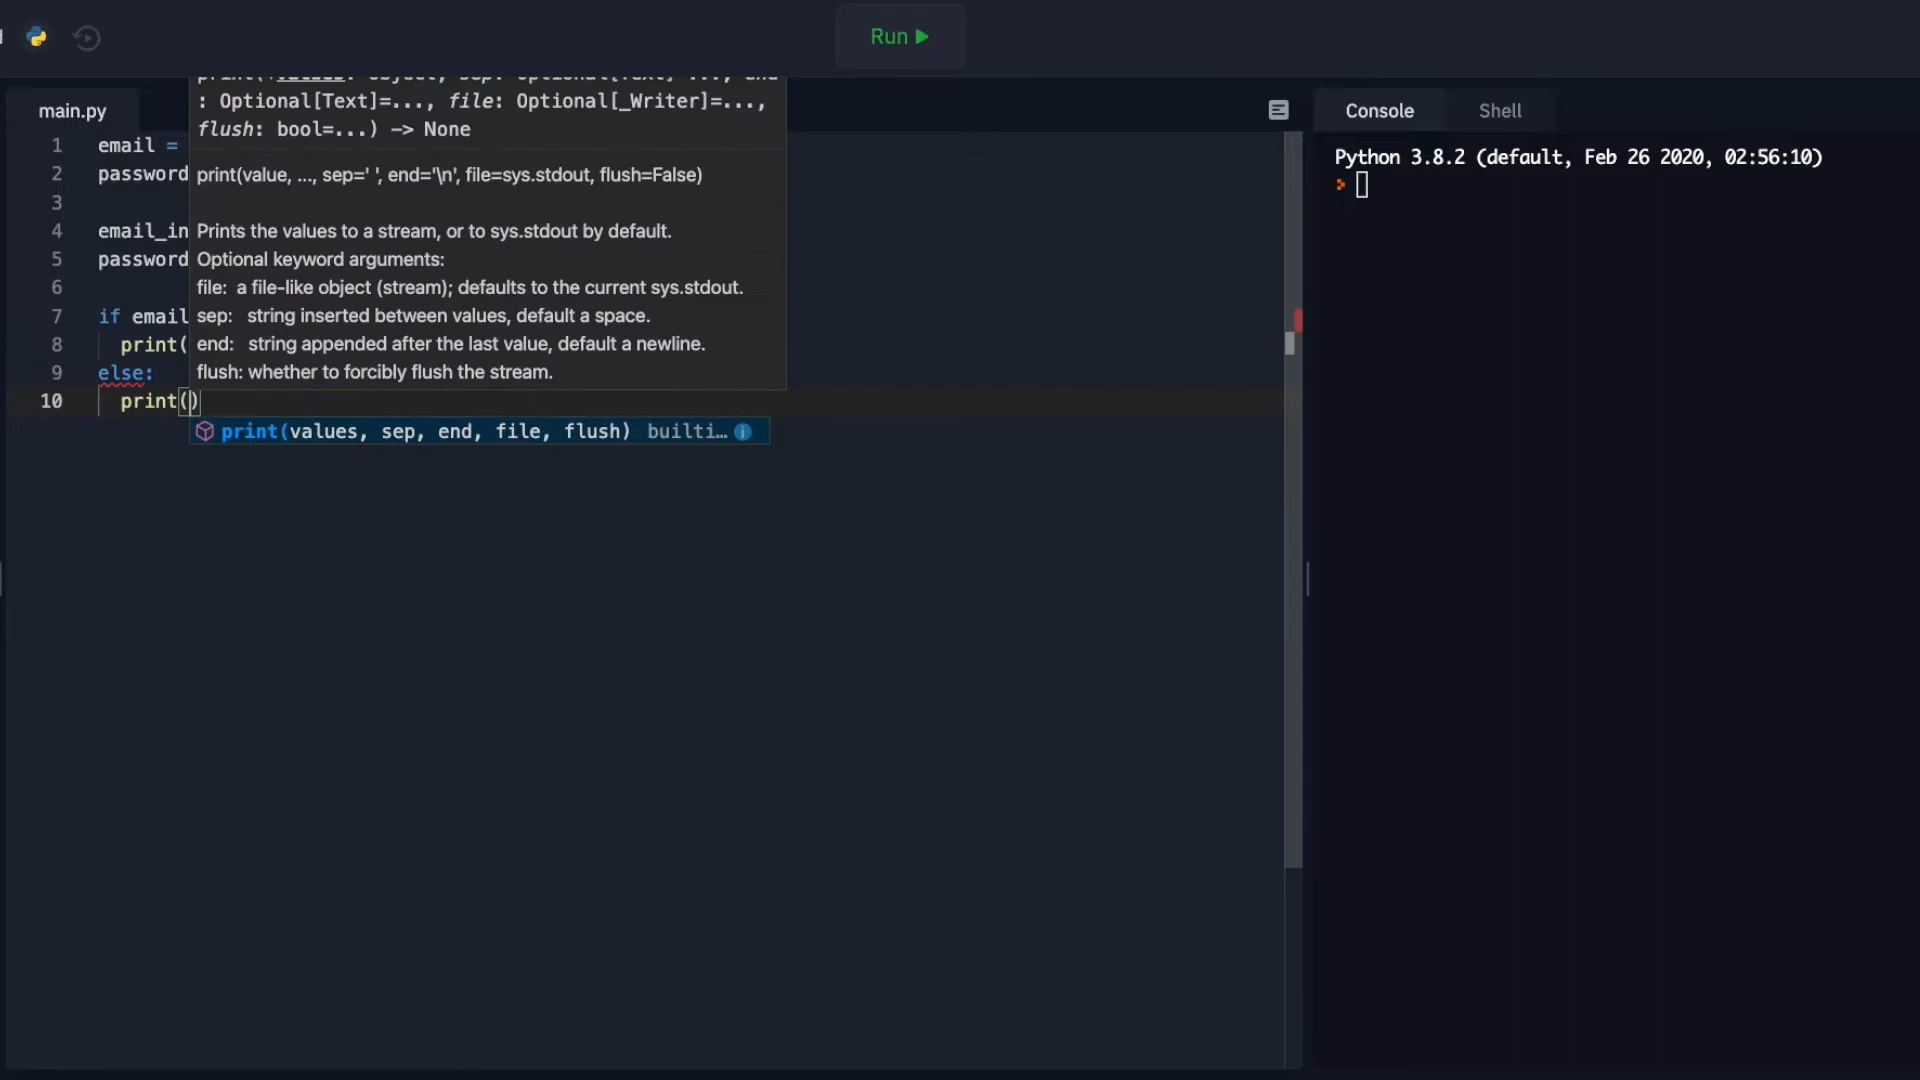 Run
main.py
Console
Shell
: Optional[Text]=..., file: Optional[_Writer]=...,
flush: bool=...) -> None
print(value, ..., sep=' ', end='\n', file=sys.stdout, flush=False)
Prints the values to a stream, or to sys.stdout by default.
Optional keyword arguments:
file: a file-like object (stream); defaults to the current sys.stdout.
sep: string inserted between values, default a space.
end: string appended after the last value, default a newline.
flush: whether to forcibly flush the stream.
1 email =
2 password
3
4 email_in
5 password
6
7 if email
8 print(
9 else:
10 print()
print(values, sep, end, file, flush) builti...
Python 3.8.2 (default, Feb 26 2020, 02:56:10)